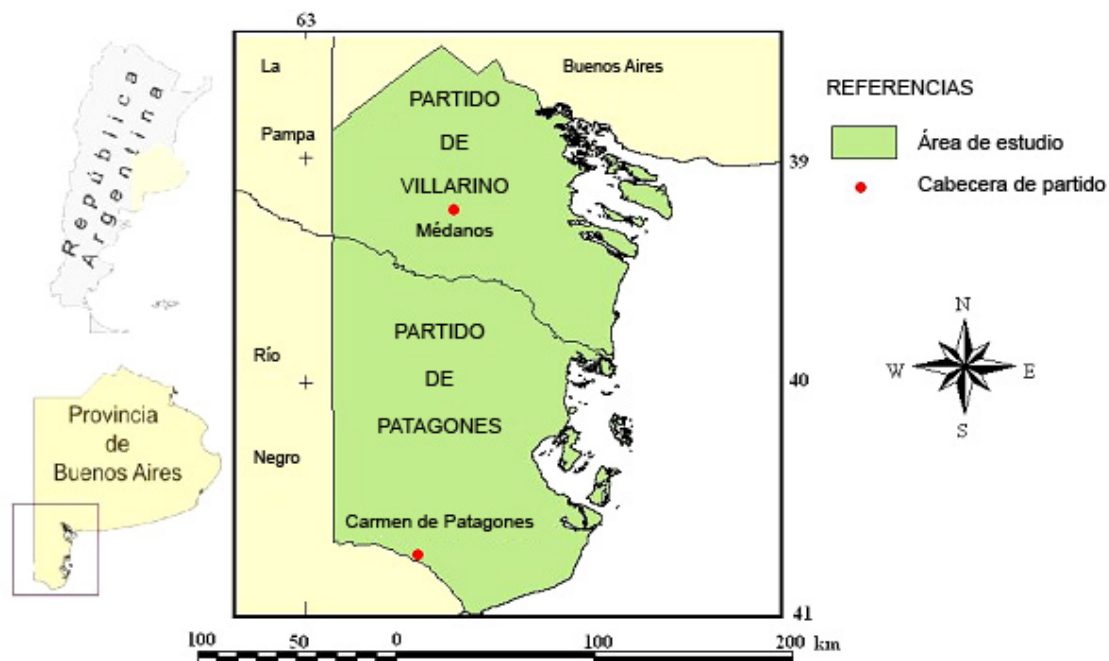 63
República
Argentina
Provincia
de
Buenos Aires
La
Pampa
Río
Negro
Buenos Aires
PARTIDO
DE
VILLARINO
Médanos
PARTIDO
DE
PATAGONES
Carmen de Patagones
39
40
41
REFERENCIAS
Área de estudio
Cabecera de partido
N
W
E
S
100 50 0 100 200 km